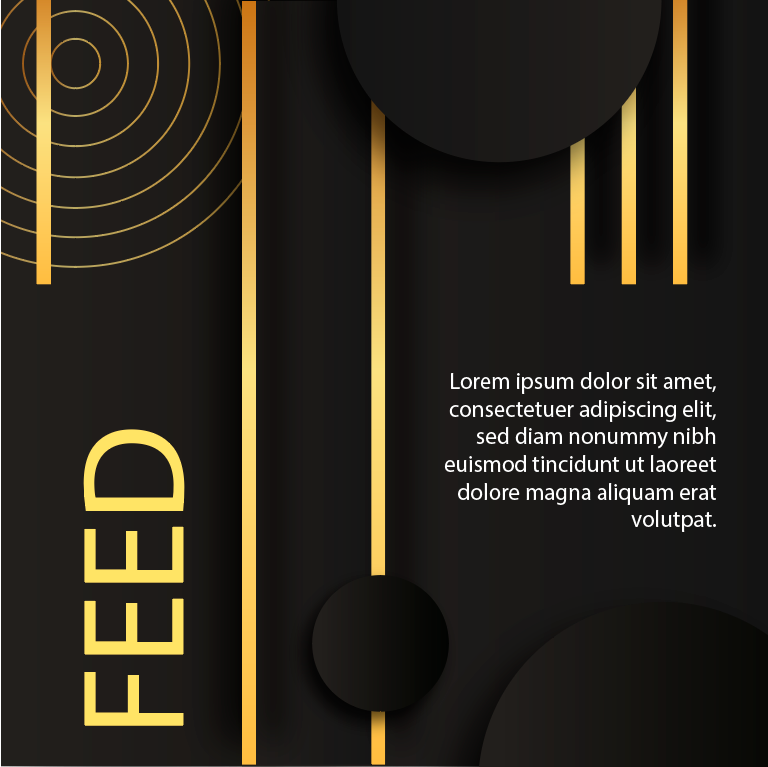 FEED
Lorem ipsum dolor sit amet,
consectetuer adipiscing elit,
sed diam nonummy nibh
euismod tincidunt ut laoreet
dolore magna aliquam erat
volutpat.